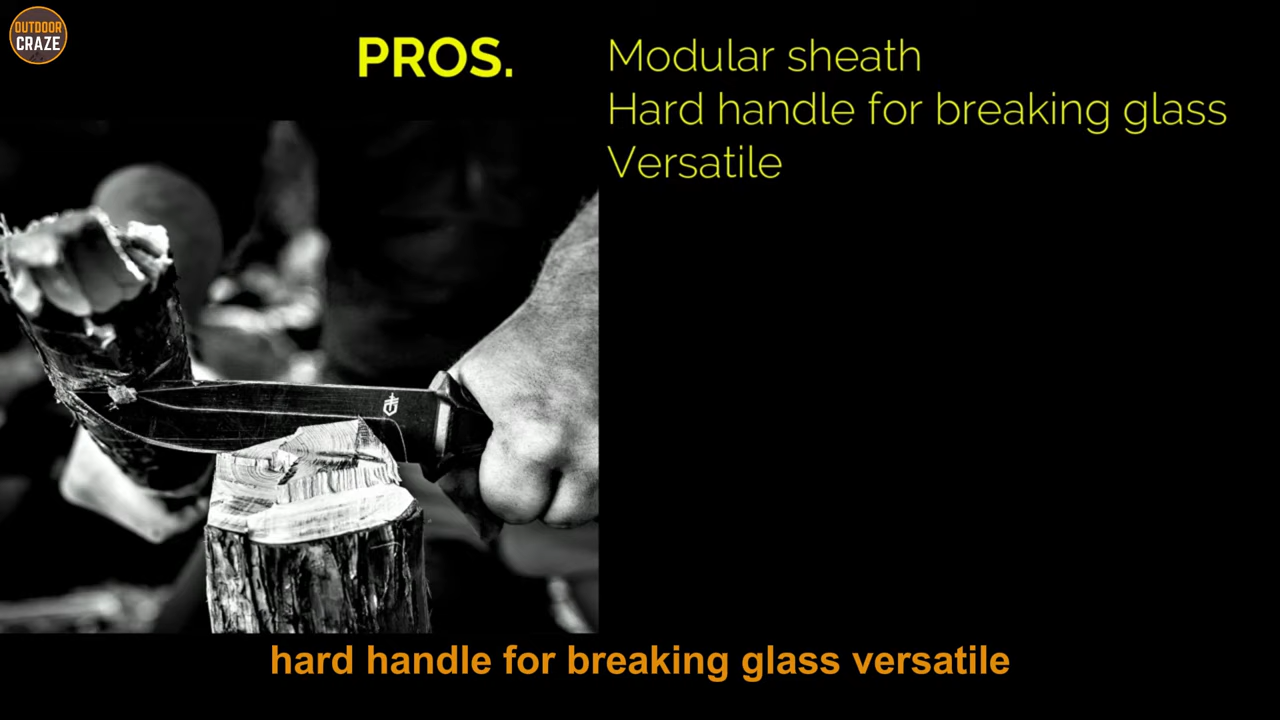 OUTDOOR
CRAZE
PROS.
Modular sheath
Hard handle for breaking glass
Versatile
hard handle for breaking glass versatile